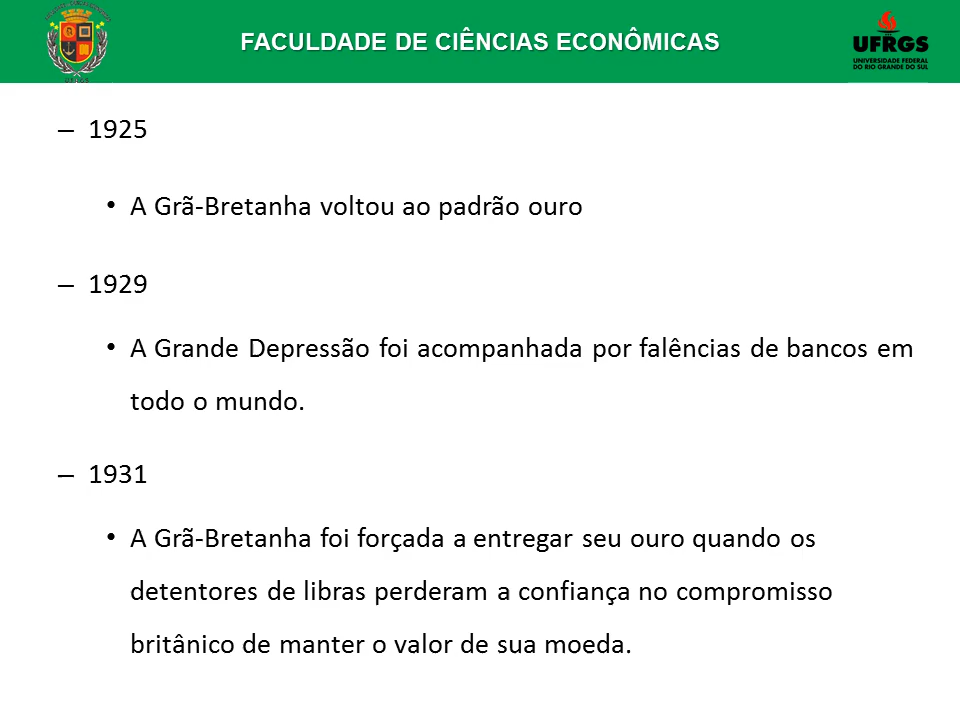 FACULDADE DE CIÊNCIAS ECONÔMICAS
UFRGS
UNIVERSIDADE FEDERAL
DO RIO GRANDE DO SUL
UFRGS
– 1925
• A Grã-Bretanha voltou ao padrão ouro
– 1929
• A Grande Depressão foi acompanhada por falências de bancos em
todo o mundo.
– 1931
• A Grã-Bretanha foi forçada a entregar seu ouro quando os
detentores de libras perderam a confiança no compromisso
britânico de manter o valor de sua moeda.